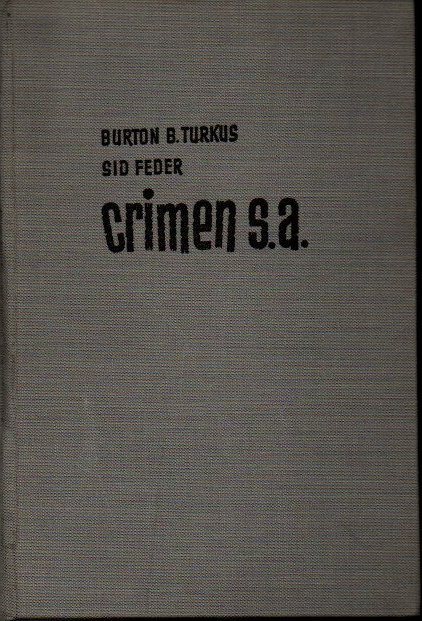 BURTON B. TURKUS
SID FEDER
crimen s.a.